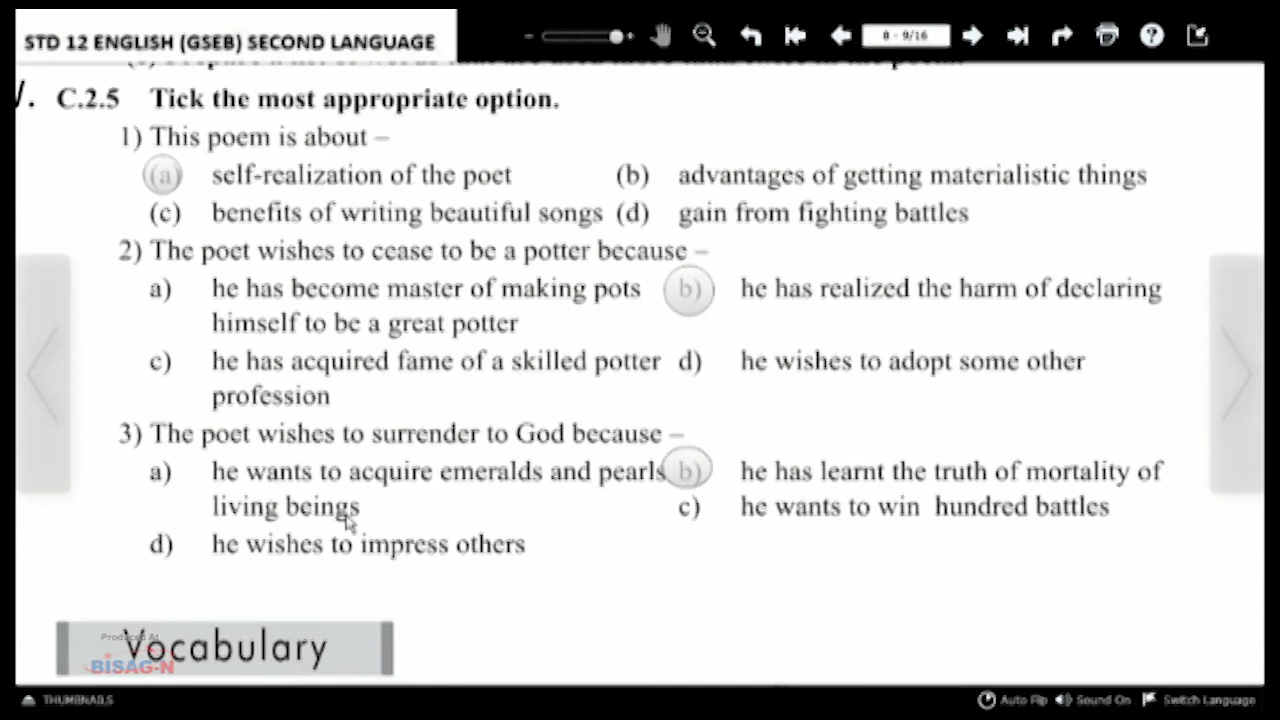 STD 12 ENGLISH (GSEB) SECOND LANGUAGE
8 - 9/16
C.2.5 Tick the most appropriate option.
1) This poem is about –
(a) self-realization of the poet (b) advantages of getting materialistic things
(c) benefits of writing beautiful songs (d) gain from fighting battles
2) The poet wishes to cease to be a potter because –
a) he has become master of making pots b) he has realized the harm of declaring
himself to be a great potter
c) he has acquired fame of a skilled potter d) he wishes to adopt some other
profession
3) The poet wishes to surrender to God because –
a) he wants to acquire emeralds and pearls b) he has learnt the truth of mortality of
living beings c) he wants to win hundred battles
d) he wishes to impress others
Vocabulary
Produced At
BISAG-N
THUMBNAILS Auto Flip Sound On Switch Language